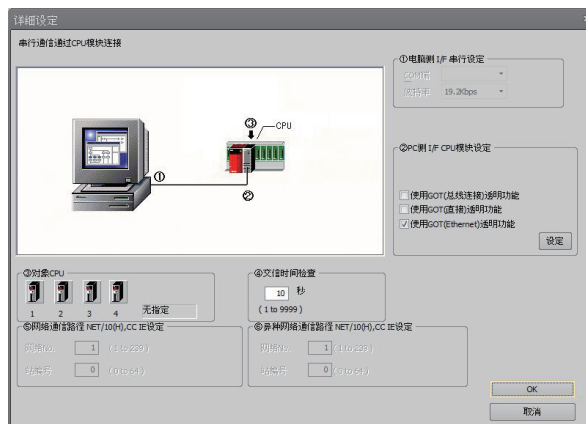 详细设定
串行通信通过CPU模块连接
CPU
③
①
②
①电脑侧 I/F 串行设定
COM端
波特率 19.2Kbps
②PC侧 I/F CPU模块设定
使用GOT(总线连接)透明功能
使用GOT(直接)透明功能
使用GOT(Ethernet)透明功能
设定
③对象CPU
1 2 3 4 无指定
④交信时间检查
10 秒
( 1 to 9999 )
⑤网络通信路径 NET/10(H),CC IE设定
网络No. 1 ( 1 to 239 )
站编号 0 ( 0 to 64 )
⑥异种网络通信路径 NET/10(H),CC IE设定
网络No. 1 ( 1 to 239 )
站编号 0 ( 0 to 64 )
OK
取消